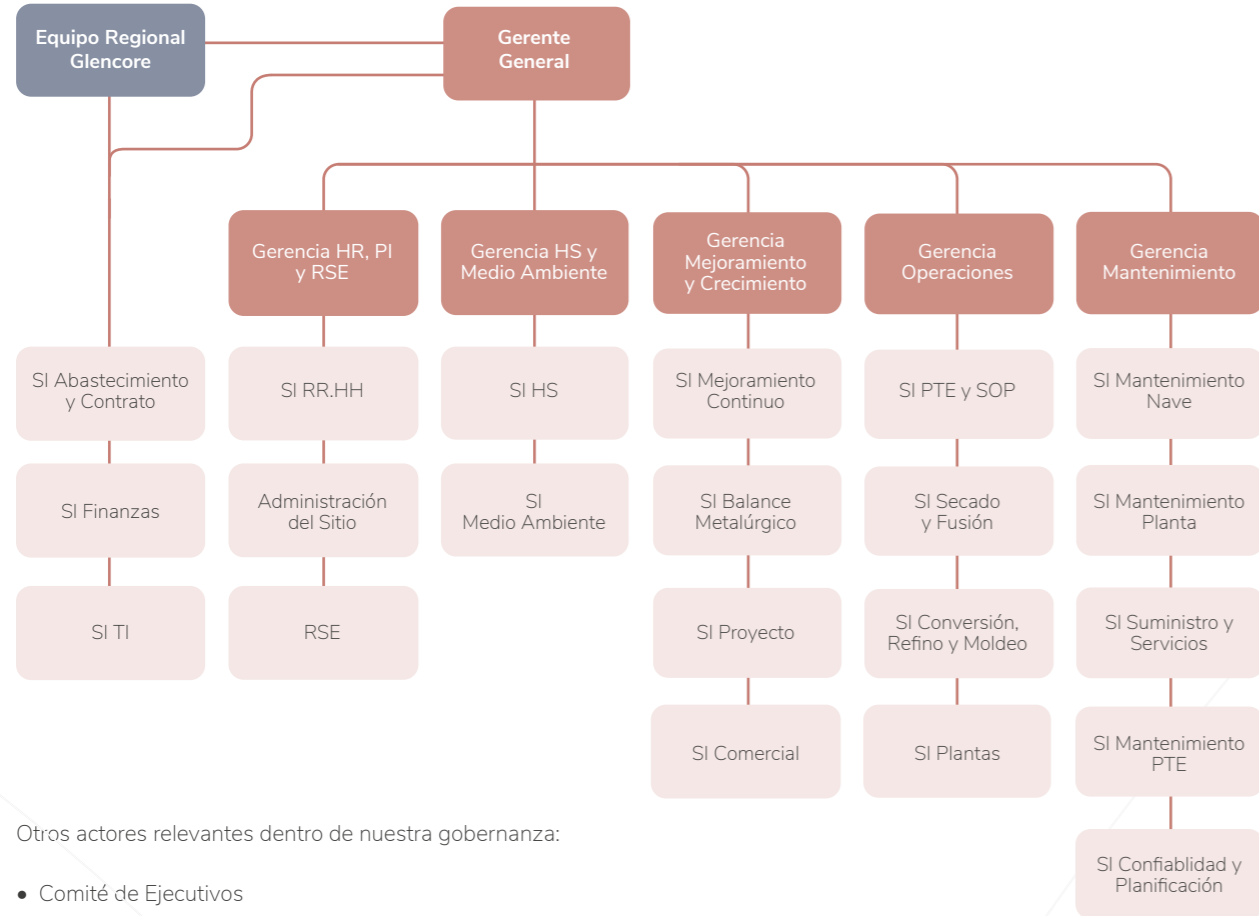 Equipo Regional
Glencore
Gerente
General
Gerencia HR, PI
y RSE
Gerencia HS y
Medio Ambiente
Gerencia
Mejoramiento
y Crecimiento
Gerencia
Operaciones
Gerencia
Mantenimiento
SI Abastecimiento
y Contrato
SI RR.HH
SI HS
SI Mejoramiento
Continuo
SI PTE y SOP
SI Mantenimiento
Nave
SI Finanzas
Administración
del Sitio
SI
Medio Ambiente
SI Balance
Metalúrgico
SI Secado
y Fusión
SI Mantenimiento
Planta
SI TI
RSE
SI Proyecto
SI Conversión,
Refino y Moldeo
SI Suministro y
Servicios
SI Comercial
SI Plantas
SI Mantenimiento
PTE
SI Confiablidad y
Planificación
Otros actores relevantes dentro de nuestra gobernanza:
• Comité de Ejecutivos